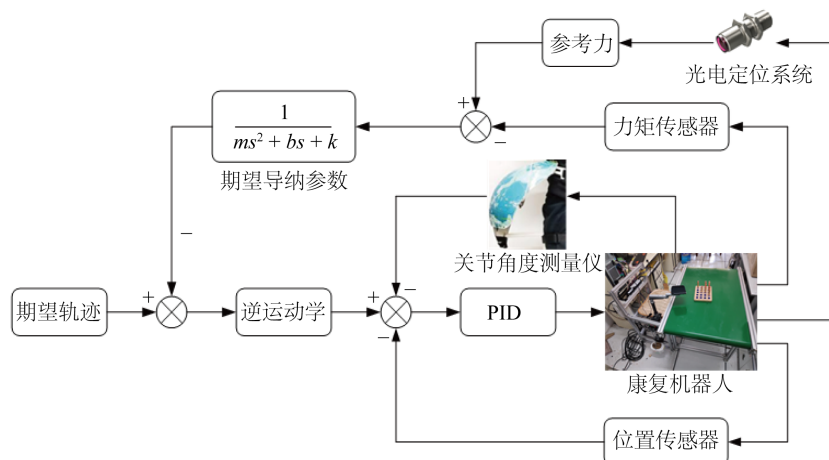 参考力
光电定位系统
+
−
1
ms² + bs + k
期望导纳参数
力矩传感器
−
关节角度测量仪
期望轨迹
+
逆运动学
+
−
−
PID
康复机器人
位置传感器